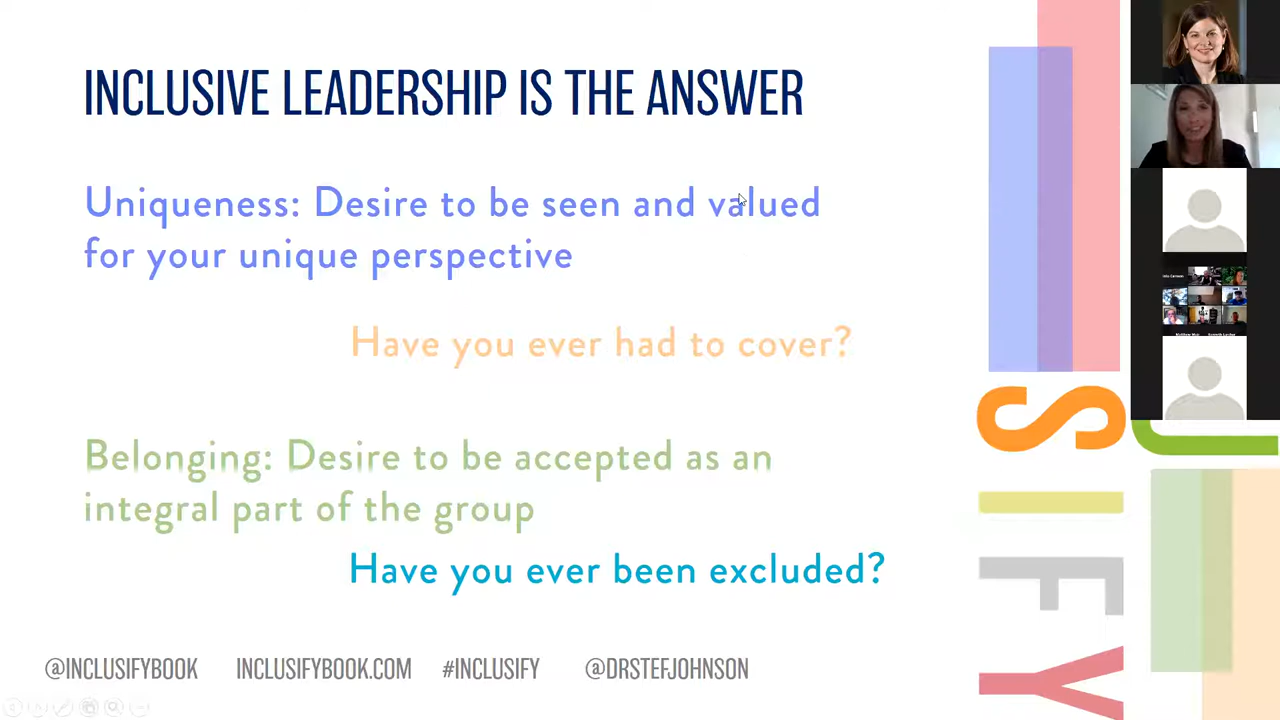 INCLUSIVE LEADERSHIP IS THE ANSWER
Uniqueness: Desire to be seen and valued
for your unique perspective
Have you ever had to cover?
Belonging: Desire to be accepted as an
integral part of the group
Have you ever been excluded?
@INCLUSIFYBOOK INCLUSIFYBOOK.COM #INCLUSIFY @DRSTEFJOHNSON
SIFY